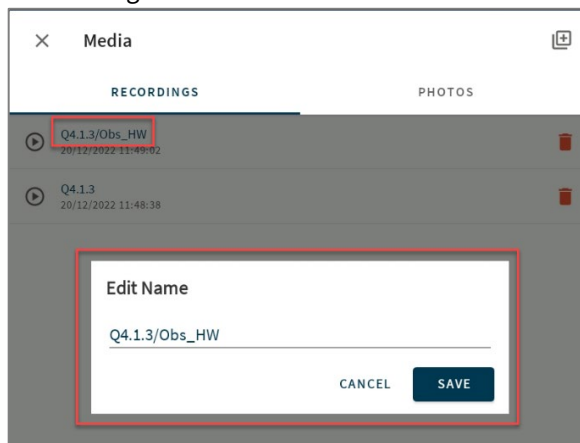 Media
RECORDINGS PHOTOS
Q4.1.3/Obs_HW
20/12/2022 11:49:02
Q4.1.3
20/12/2022 11:48:38
Edit Name
Q4.1.3/Obs_HW
CANCEL SAVE